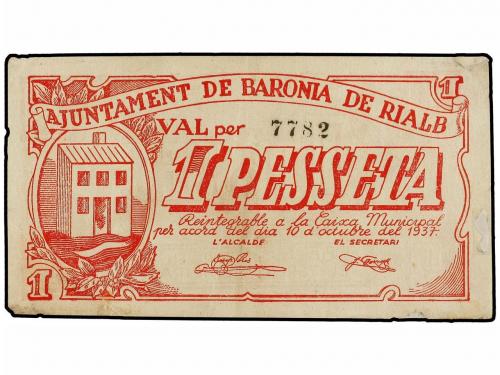 1
AJUNTAMENT DE BARONIA DE RIALB
VAL per 7782
1 PESSETA
Reintegrable a la Caixa Municipal
per acord del dia 10 d'octubre del 1937.
L'ALCALDE EL SECRETARI
1